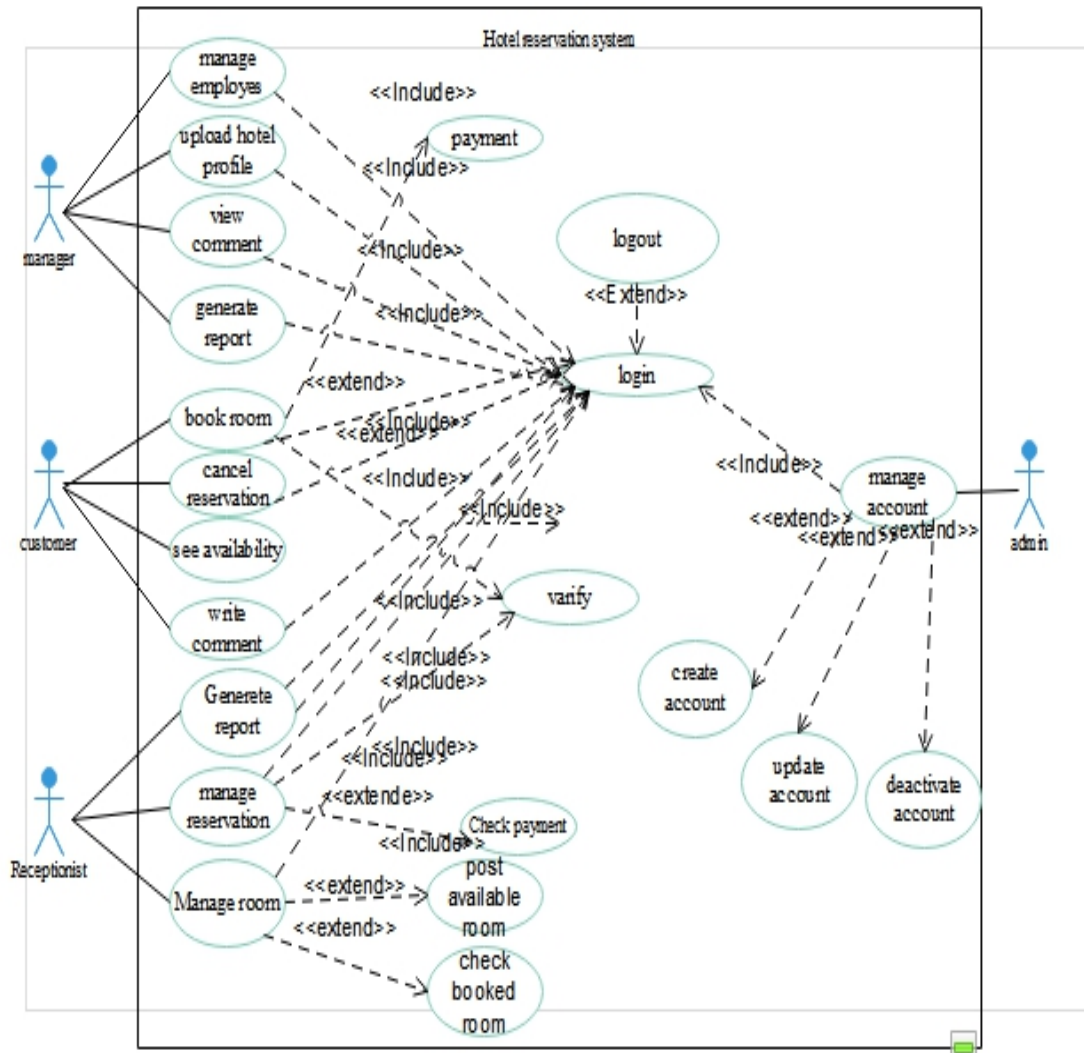 Hotel reservation system
manage
employes
<<Include>>
payment
upload hotel
profile
<<Include>>
view
comment
logout
manager
<<Include>>
<<Extend>>
generate
report
<<Include>>
login
<<extend>>
book room
<<Include>>
<<extend>>
cancel
reservation
<<Include>>
<<Include>>
manage
account
<<Include>>
<<extend>>
<<extend>>
<<extend>>
customer
see availability
admin
varify
<<Include>>
write
comment
<<Include>>
<<Include>>
create
account
Generete
report
<<Include>>
<<Include>>
update
account
deactivate
account
manage
reservation
<<extende>>
Check payment
<<Include>>
Receptionist
post
available
room
Manage room
<<extend>>
<<extend>>
check
booked
room